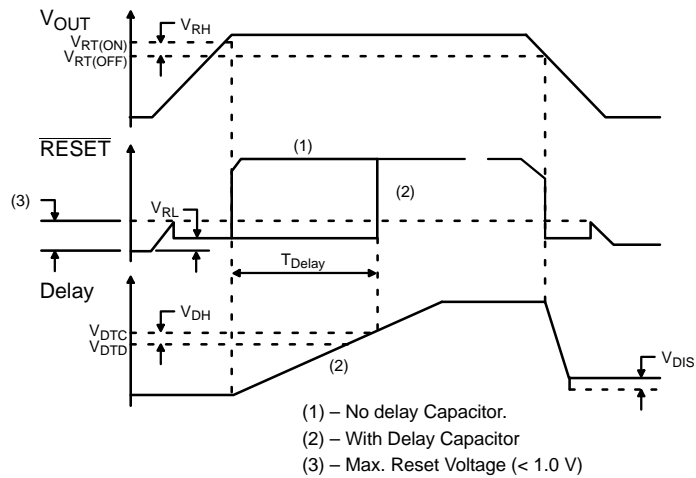 VOUT
VRH
VRT(ON)
VRT(OFF)
RESET
(1)
(3)
(2)
VRL
TDelay
Delay
VDH
VDTC
VDTD
(2)
VDIS
(1) – No delay Capacitor.
(2) – With Delay Capacitor
(3) – Max. Reset Voltage (< 1.0 V)